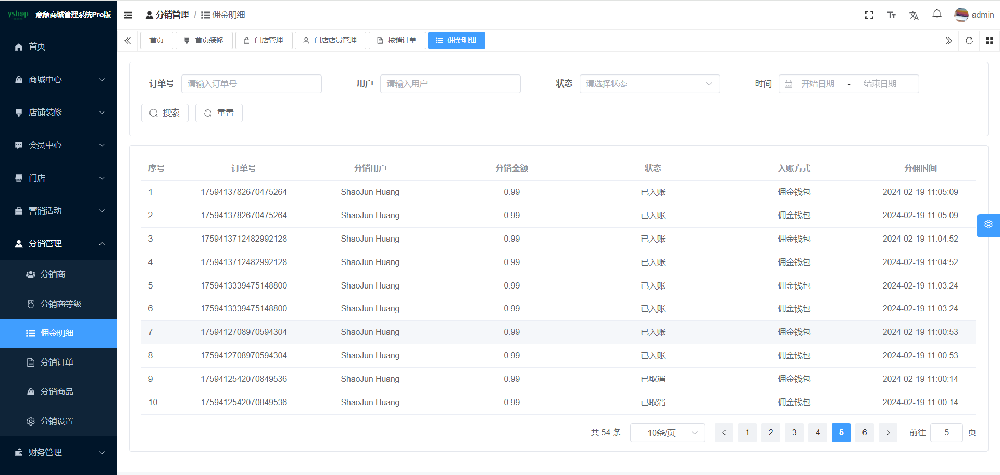 yshop 意象商城管理系统Pro版
分销管理 / 佣金明细
admin
首页 首页装修 门店管理 门店店员管理 核销订单 佣金明细
首页
商城中心
店铺装修
会员中心
门店
营销活动
分销管理
分销商
分销商等级
佣金明细
分销订单
分销商品
分销设置
财务管理
订单号 请输入订单号 用户 请输入用户 状态 请选择状态 时间 开始日期 - 结束日期
搜索 重置
序号 订单号 分销用户 分销金额 状态 入账方式 分佣时间
1 1759413782670475264 ShaoJun Huang 0.99 已入账 佣金钱包 2024-02-19 11:05:09
2 1759413782670475264 ShaoJun Huang 0.99 已入账 佣金钱包 2024-02-19 11:05:09
3 1759413712482992128 ShaoJun Huang 0.99 已入账 佣金钱包 2024-02-19 11:04:52
4 1759413712482992128 ShaoJun Huang 0.99 已入账 佣金钱包 2024-02-19 11:04:52
5 1759413339475148800 ShaoJun Huang 0.99 已入账 佣金钱包 2024-02-19 11:03:24
6 1759413339475148800 ShaoJun Huang 0.99 已入账 佣金钱包 2024-02-19 11:03:24
7 1759412708970594304 ShaoJun Huang 0.99 已入账 佣金钱包 2024-02-19 11:00:53
8 1759412708970594304 ShaoJun Huang 0.99 已入账 佣金钱包 2024-02-19 11:00:53
9 1759412542070849536 ShaoJun Huang 0.99 已取消 佣金钱包 2024-02-19 11:00:14
10 1759412542070849536 ShaoJun Huang 0.99 已取消 佣金钱包 2024-02-19 11:00:14
共 54 条 10条/页 1 2 3 4 5 6 前往 5 页